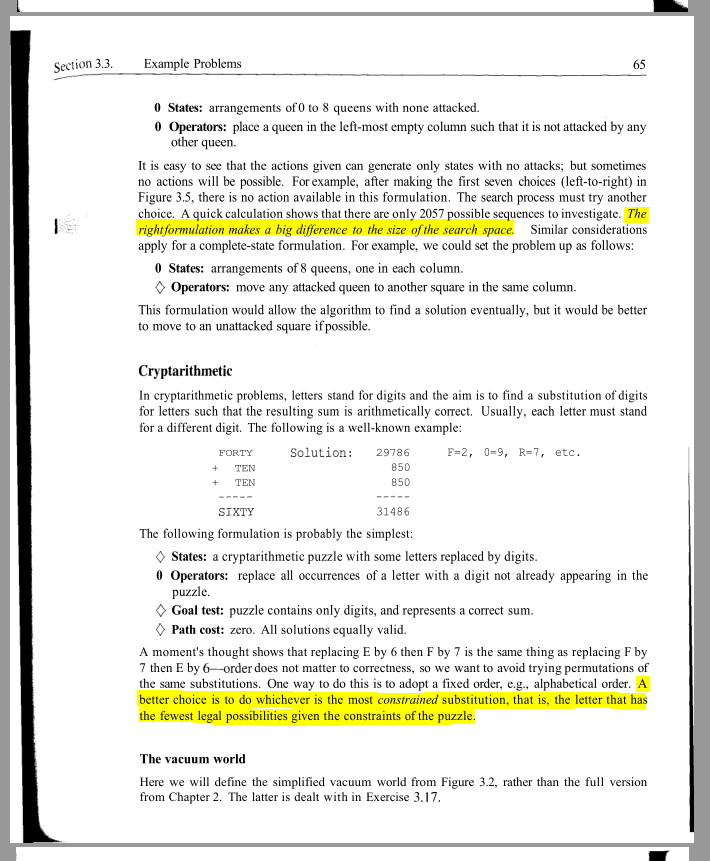 Section 3.3. Example Problems 65
0 States: arrangements of 0 to 8 queens with none attacked.
0 Operators: place a queen in the left-most empty column such that it is not attacked by any
other queen.
It is easy to see that the actions given can generate only states with no attacks; but sometimes
no actions will be possible. For example, after making the first seven choices (left-to-right) in
Figure 3.5, there is no action available in this formulation. The search process must try another
choice. A quick calculation shows that there are only 2057 possible sequences to investigate. The
rightformulation makes a big difference to the size of the search space. Similar considerations
apply for a complete-state formulation. For example, we could set the problem up as follows:
0 States: arrangements of 8 queens, one in each column.
◊ Operators: move any attacked queen to another square in the same column.
This formulation would allow the algorithm to find a solution eventually, but it would be better
to move to an unattacked square if possible.
Cryptarithmetic
In cryptarithmetic problems, letters stand for digits and the aim is to find a substitution of digits
for letters such that the resulting sum is arithmetically correct. Usually, each letter must stand
for a different digit. The following is a well-known example:
FORTY Solution: 29786 F=2, 0=9, R=7, etc.
+ TEN 850
+ TEN 850
----- -----
SIXTY 31486
The following formulation is probably the simplest:
◊ States: a cryptarithmetic puzzle with some letters replaced by digits.
0 Operators: replace all occurrences of a letter with a digit not already appearing in the
puzzle.
◊ Goal test: puzzle contains only digits, and represents a correct sum.
◊ Path cost: zero. All solutions equally valid.
A moment's thought shows that replacing E by 6 then F by 7 is the same thing as replacing F by
7 then E by 6—order does not matter to correctness, so we want to avoid trying permutations of
the same substitutions. One way to do this is to adopt a fixed order, e.g., alphabetical order. A
better choice is to do whichever is the most constrained substitution, that is, the letter that has
the fewest legal possibilities given the constraints of the puzzle.
The vacuum world
Here we will define the simplified vacuum world from Figure 3.2, rather than the full version
from Chapter 2. The latter is dealt with in Exercise 3.17.